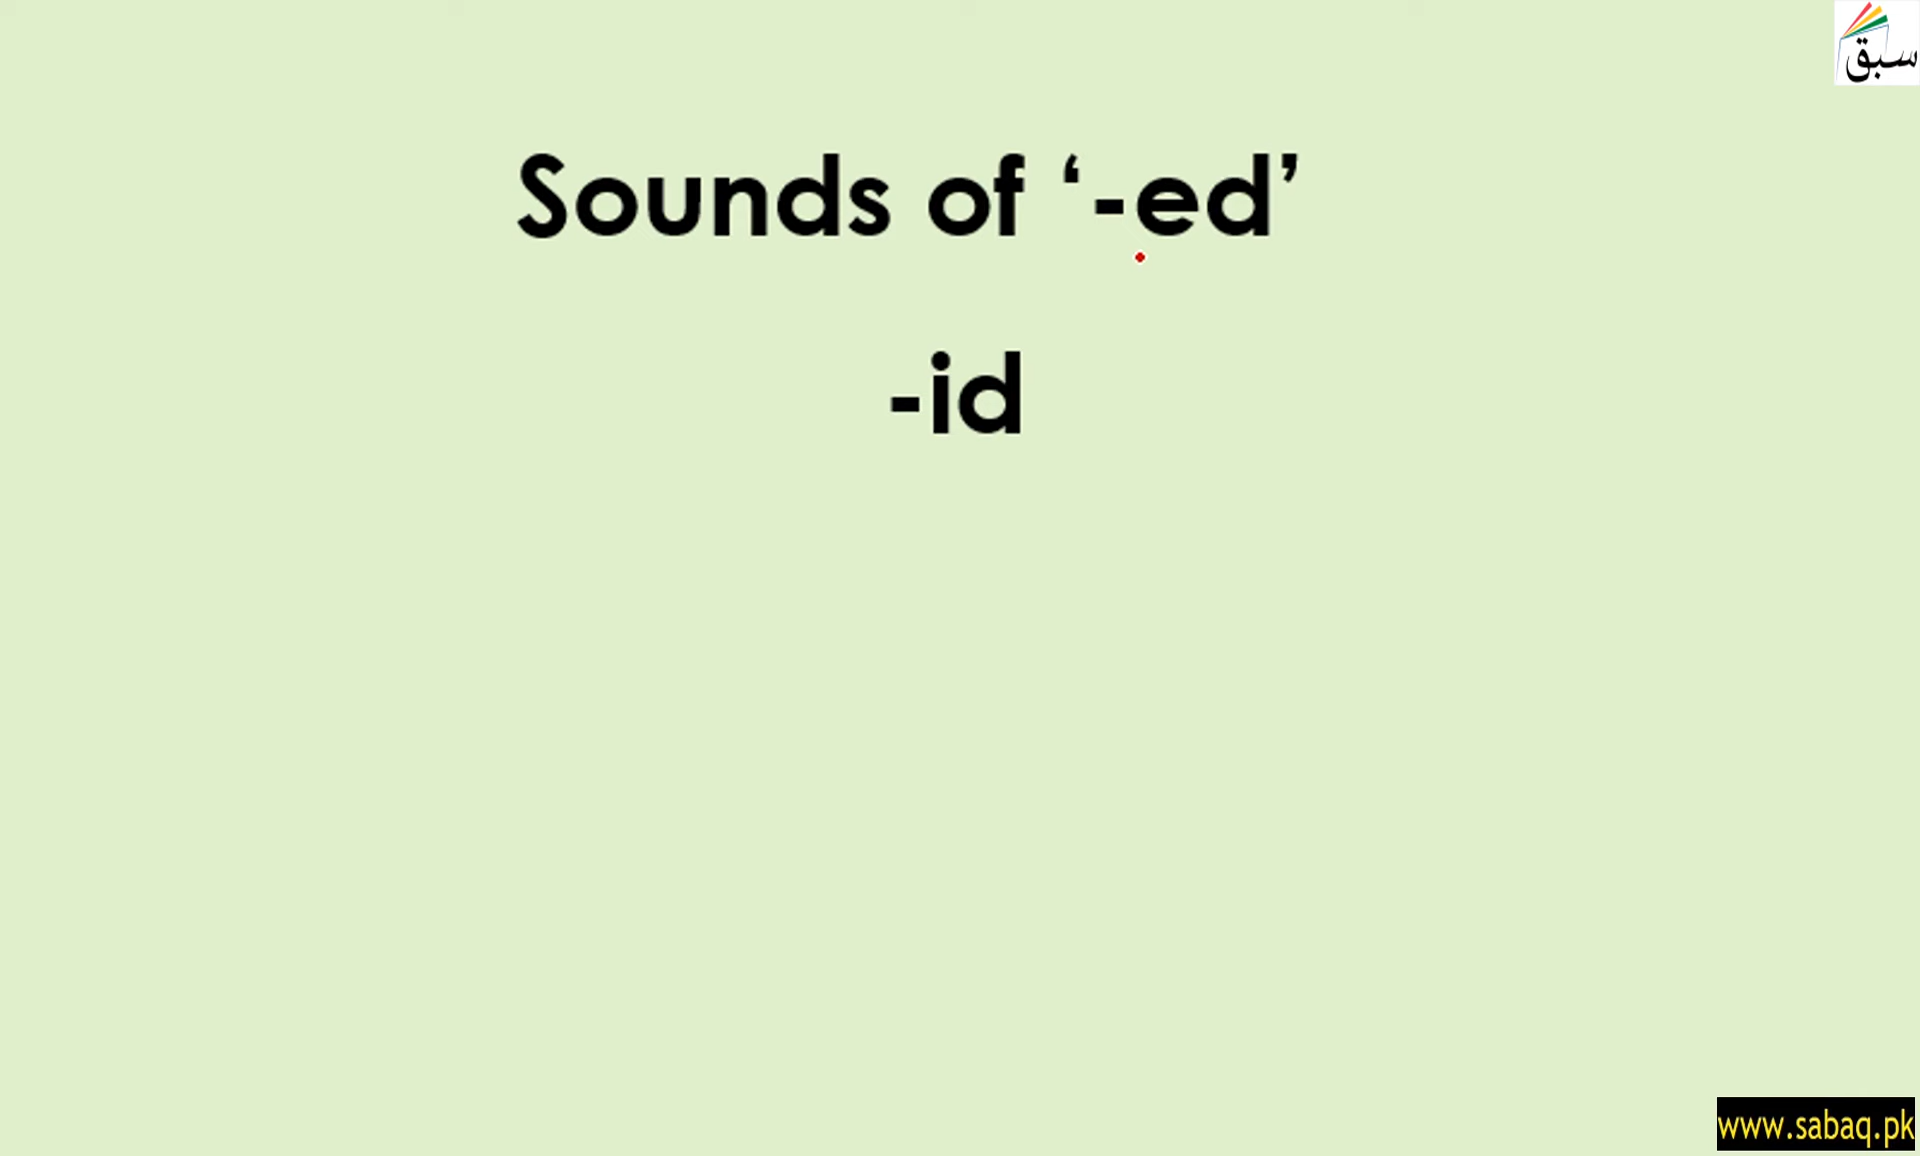 سبق
Sounds of ‘-ed’
-id
www.sabaq.pk